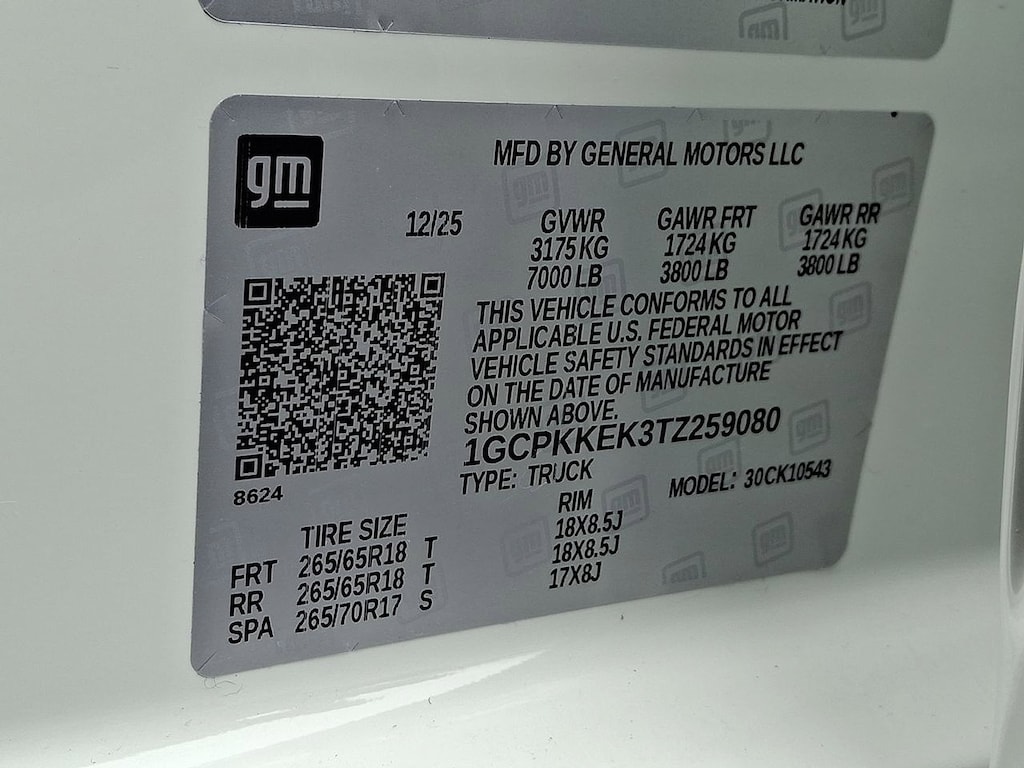 gm
MFD BY GENERAL MOTORS LLC
12/25 GVWR GAWR FRT GAWR RR
3175 KG 1724 KG 1724 KG
7000 LB 3800 LB 3800 LB
THIS VEHICLE CONFORMS TO ALL
APPLICABLE U.S. FEDERAL MOTOR
VEHICLE SAFETY STANDARDS IN EFFECT
ON THE DATE OF MANUFACTURE
SHOWN ABOVE.
1GCPKKEK3TZ259080
TYPE: TRUCK MODEL: 30CK10543
8624
TIRE SIZE RIM
FRT 265/65R18 T 18X8.5J
RR 265/65R18 T 18X8.5J
SPA 265/70R17 S 17X8J